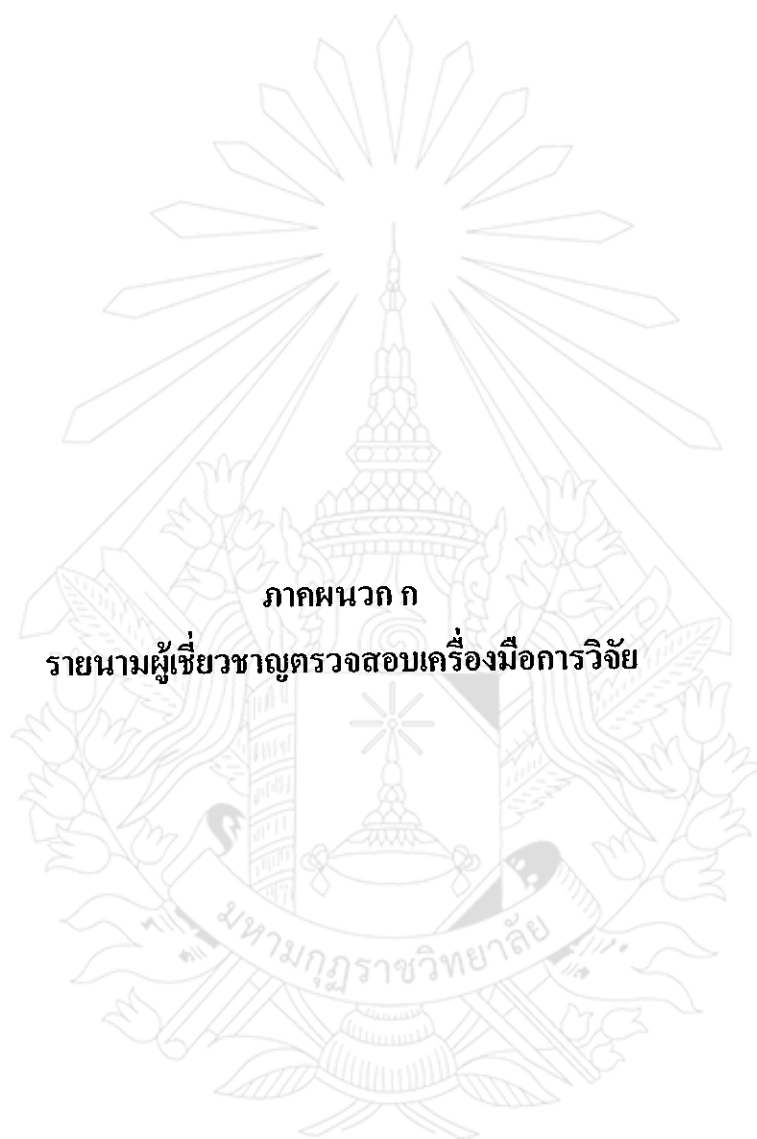 ภาคผนวก ก
รายนามผู้เชี่ยวชาญตรวจสอบเครื่องมือการวิจัย
มหามกุฏราชวิทยาลัย